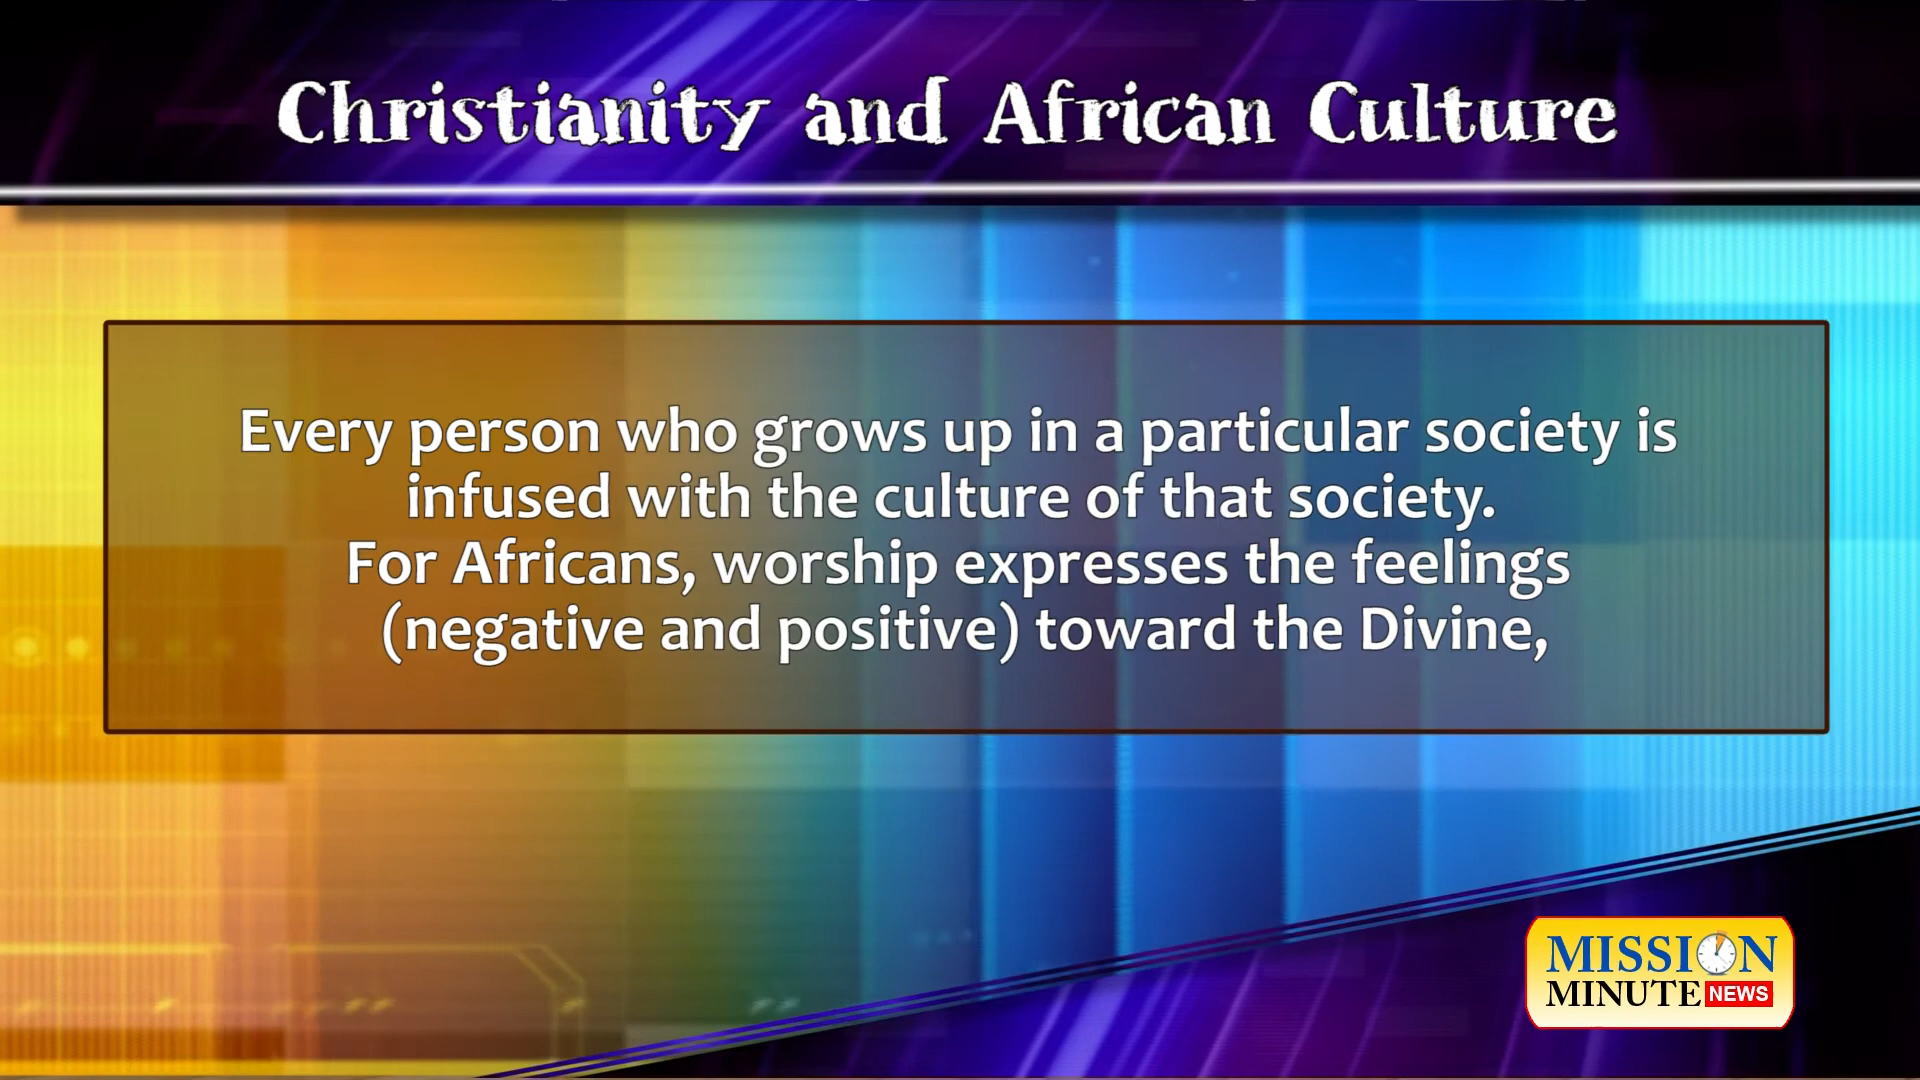 Christianity and African Culture
Every person who grows up in a particular society is
infused with the culture of that society.
For Africans, worship expresses the feelings
(negative and positive) toward the Divine,
MISSION
MINUTE NEWS